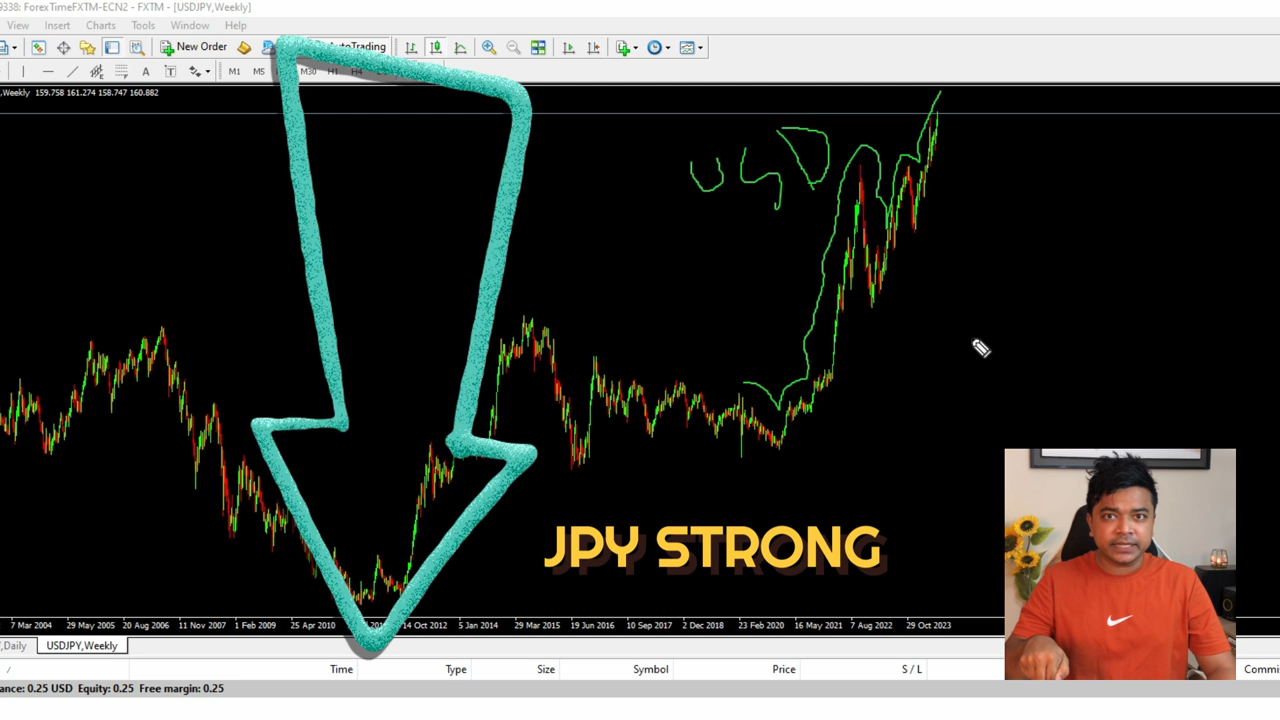 9338: ForexTimeFXTM-ECN2 - FXTM - [USDJPY,Weekly]
View Insert Charts Tools Window Help
New Order AutoTrading
A T M1 M5 M30 H1 H4
,Weekly 159.758 161.274 158.747 160.882
USD
JPY STRONG
7 Mar 2004 29 May 2005 20 Aug 2006 11 Nov 2007 1 Feb 2009 25 Apr 2010 14 Oct 2012 5 Jan 2014 29 Mar 2015 19 Jun 2016 10 Sep 2017 2 Dec 2018 23 Feb 2020 16 May 2021 7 Aug 2022 29 Oct 2023
,Daily USDJPY,Weekly
/ Time Type Size Symbol Price S / L Commi
ance: 0.25 USD Equity: 0.25 Free margin: 0.25